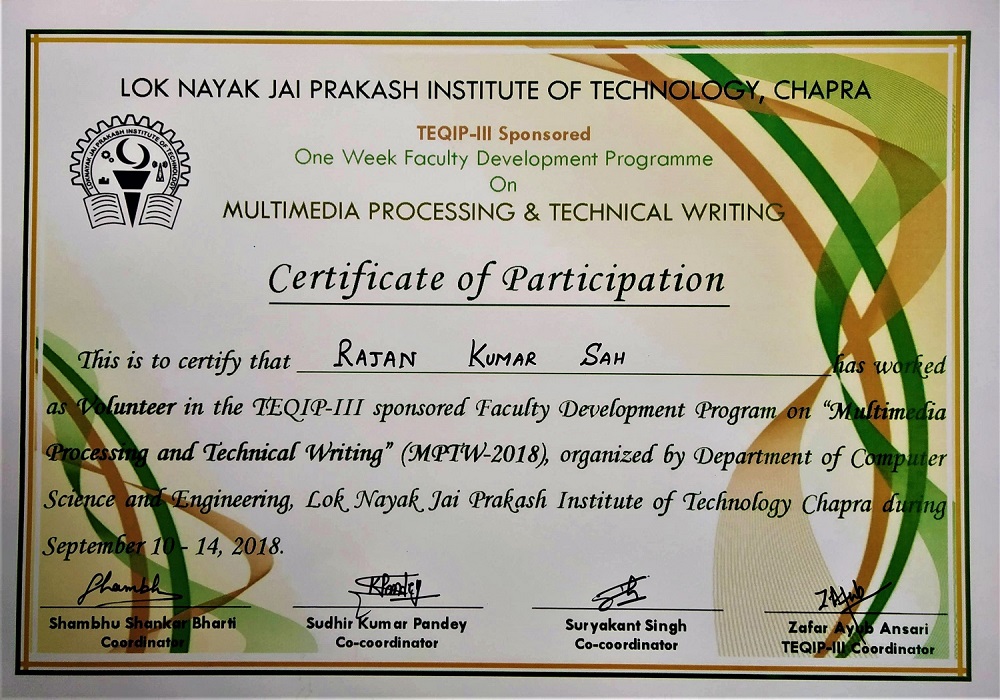 LOK NAYAK JAI PRAKASH INSTITUTE OF TECHNOLOGY, CHAPRA
LOKNAYAK JAI PRAKASH INSTITUTE OF TECHNOLOGY
TEQIP-III Sponsored
One Week Faculty Development Programme
On
MULTIMEDIA PROCESSING & TECHNICAL WRITING
Certificate of Participation
This is to certify that RAJAN KUMAR SAH has worked
as Volunteer in the TEQIP-III sponsored Faculty Development Program on "Multimedia
Processing and Technical Writing" (MPTW-2018), organized by Department of Computer
Science and Engineering, Lok Nayak Jai Prakash Institute of Technology Chapra during
September 10 - 14, 2018.
Shambhu Shankar Bharti Sudhir Kumar Pandey Suryakant Singh Zafar Ayub Ansari
Coordinator Co-coordinator Co-coordinator TEQIP-III Coordinator